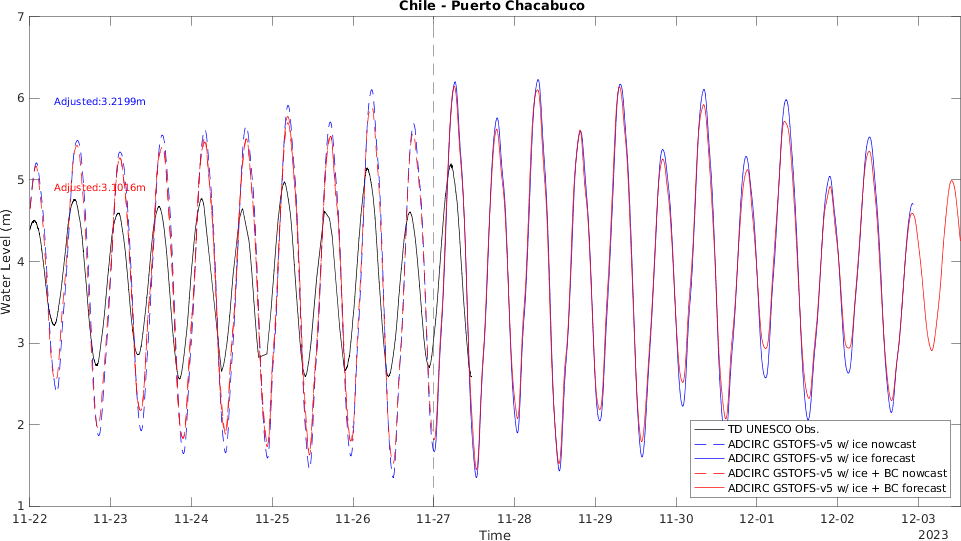 Chile - Puerto Chacabuco
7
6
5
4
3
2
1
Water Level (m)
Adjusted:3.2199m
Adjusted:3.1016m
TD UNESCO Obs.
ADCIRC GSTOFS-v5 w/ ice nowcast
ADCIRC GSTOFS-v5 w/ ice forecast
ADCIRC GSTOFS-v5 w/ ice + BC nowcast
ADCIRC GSTOFS-v5 w/ ice + BC forecast
11-22 11-23 11-24 11-25 11-26 11-27 11-28 11-29 11-30 12-01 12-02 12-03
Time
2023